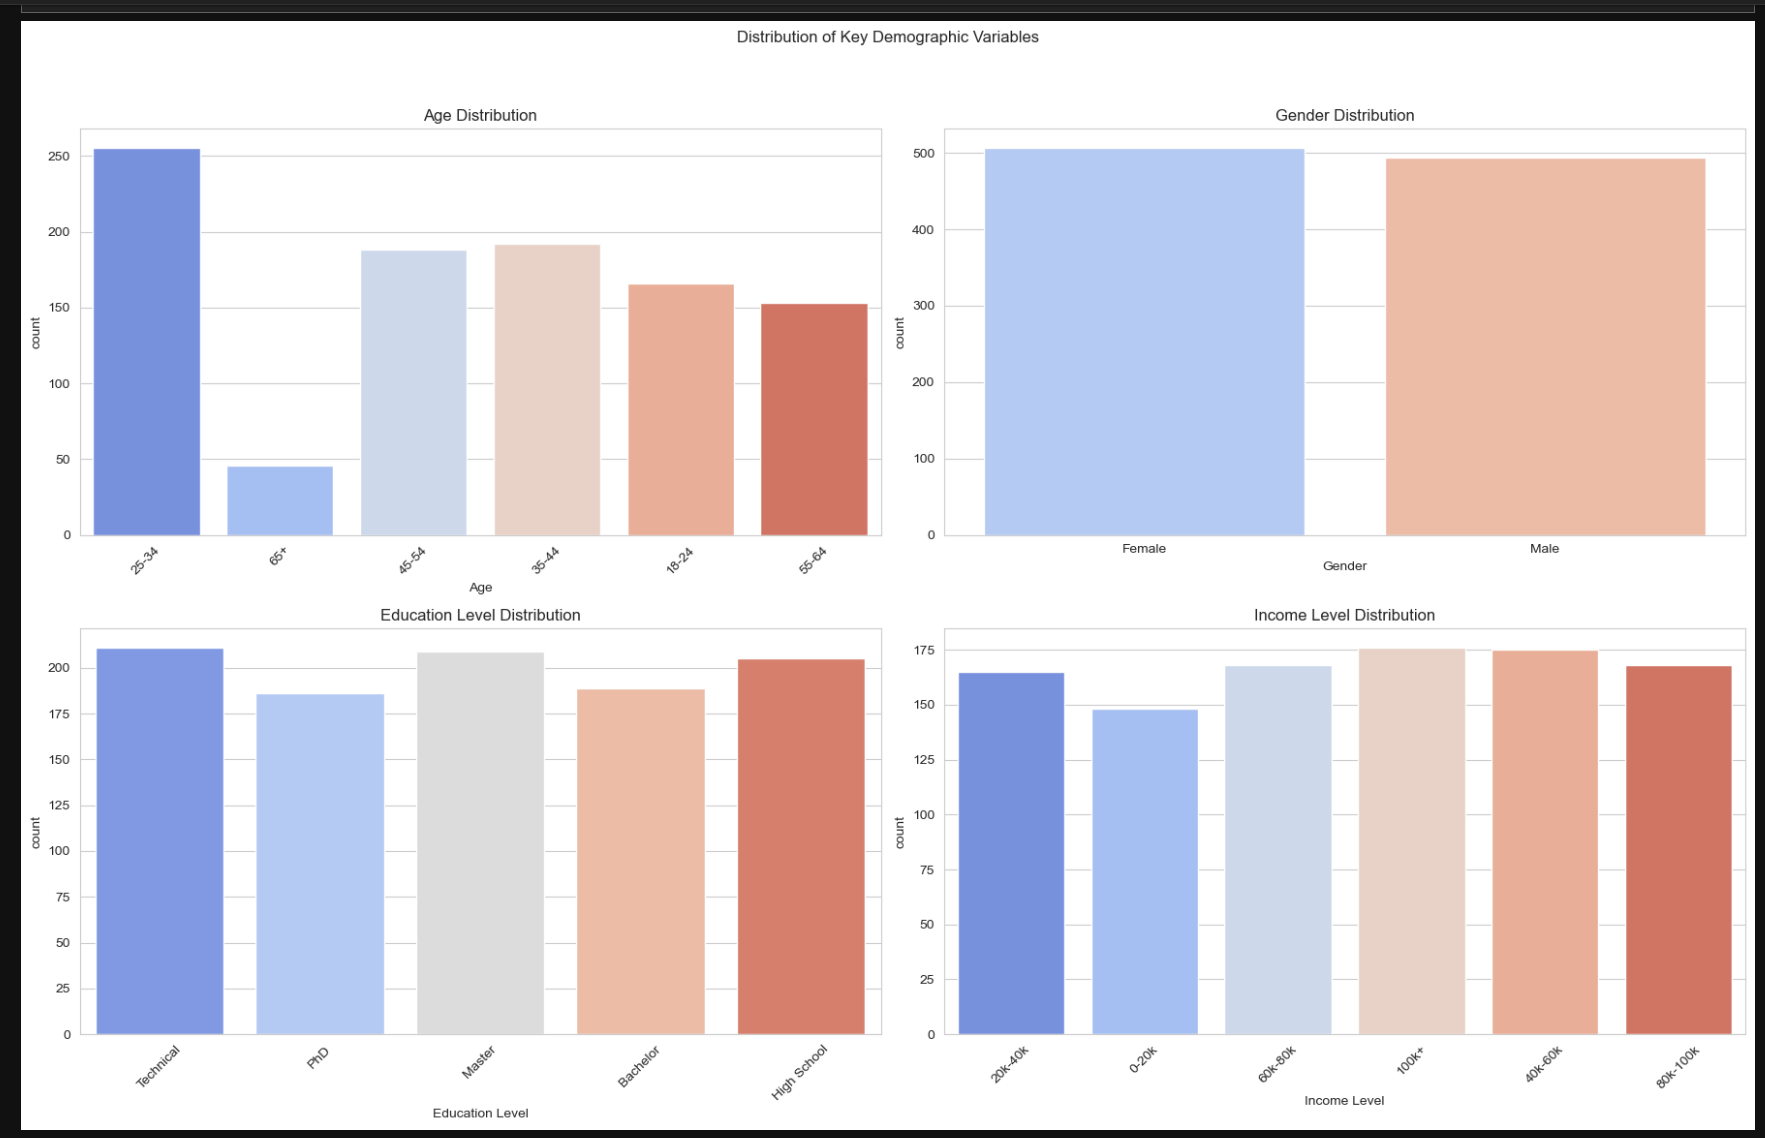 Distribution of Key Demographic Variables
Age Distribution
250
200
150
100
50
0
count
25-34
65+
45-54
35-44
18-24
55-64
Age
Gender Distribution
500
400
300
200
100
0
count
Female
Male
Gender
Education Level Distribution
200
175
150
125
100
75
50
25
0
count
Technical
PhD
Master
Bachelor
High School
Education Level
Income Level Distribution
175
150
125
100
75
50
25
0
count
20k-40k
0-20k
60k-80k
100k+
40k-60k
80k-100k
Income Level